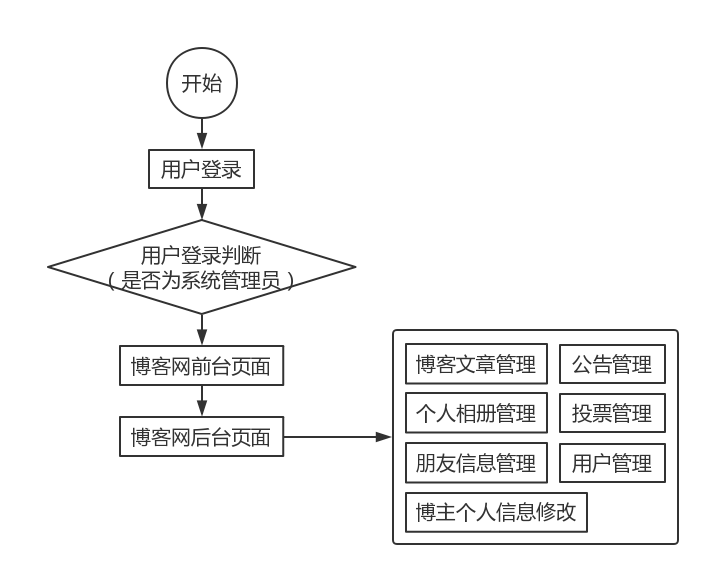 开始
用户登录
用户登录判断
（是否为系统管理员）
博客网前台页面
博客网后台页面
博客文章管理
公告管理
个人相册管理
投票管理
朋友信息管理
用户管理
博主个人信息修改